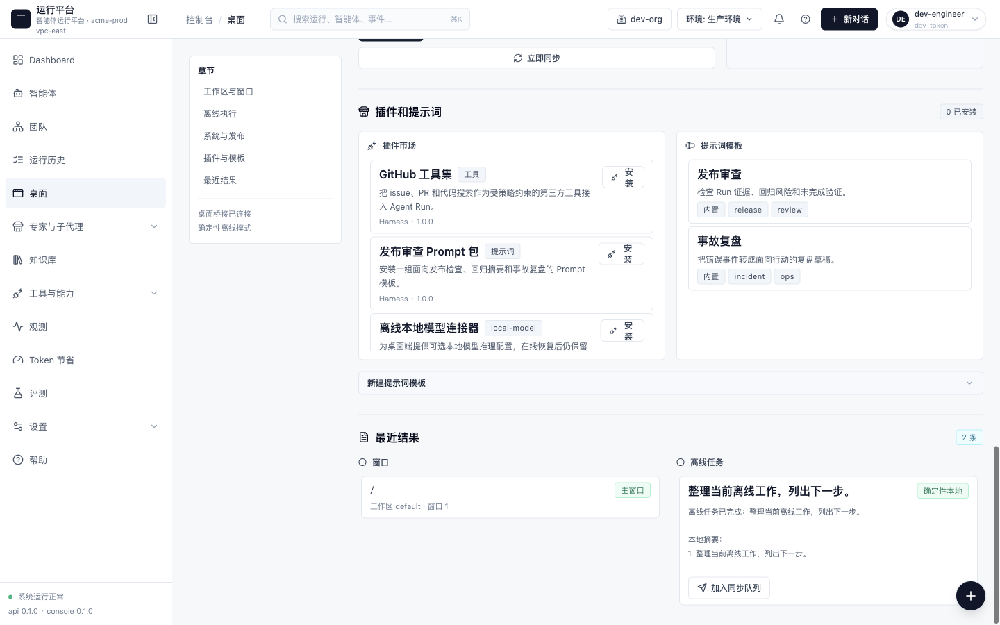 运行平台
智能体运行平台 · acme-prod ·
vpc-east
控制台 / 桌面
搜索运行、智能体、事件...
⌘K
dev-org
环境: 生产环境
新对话
DE
dev-engineer
dev-token
Dashboard
智能体
团队
运行历史
桌面
专家与子代理
知识库
工具与能力
观测
Token 节省
评测
设置
帮助
系统运行正常
api 0.1.0 · console 0.1.0
章节
工作区与窗口
离线执行
系统与发布
插件与模板
最近结果
桌面桥接已连接
确定性离线模式
立即同步
插件和提示词
0 已安装
插件市场
GitHub 工具集
工具
安
装
把 issue、PR 和代码搜索作为受策略约束的第三方工具接
入 Agent Run。
Harness · 1.0.0
发布审查 Prompt 包
提示词
安
装
安装一组面向发布检查、回归摘要和事故复盘的 Prompt
模板。
Harness · 1.0.0
离线本地模型连接器
local-model
安
装
为桌面端提供可选本地模型推理配置，在线恢复后仍保留
提示词模板
发布审查
检查 Run 证据、回归风险和未完成验证。
内置
release
review
事故复盘
把错误事件转成面向行动的复盘草稿。
内置
incident
ops
新建提示词模板
最近结果
2 条
窗口
/
主窗口
工作区 default · 窗口 1
离线任务
整理当前离线工作，列出下一步。
确定性本地
离线任务已完成：整理当前离线工作，列出下一步。
本地摘要：
1. 整理当前离线工作，列出下一步。
加入同步队列